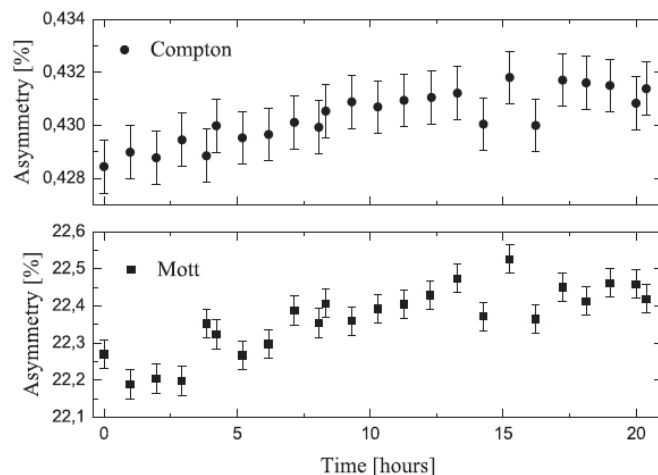 0,434
Compton
0,432
0,430
0,428
Asymmetry [%]
22,6
Mott
22,5
22,4
22,3
22,2
22,1
Asymmetry [%]
0 5 10 15 20
Time [hours]